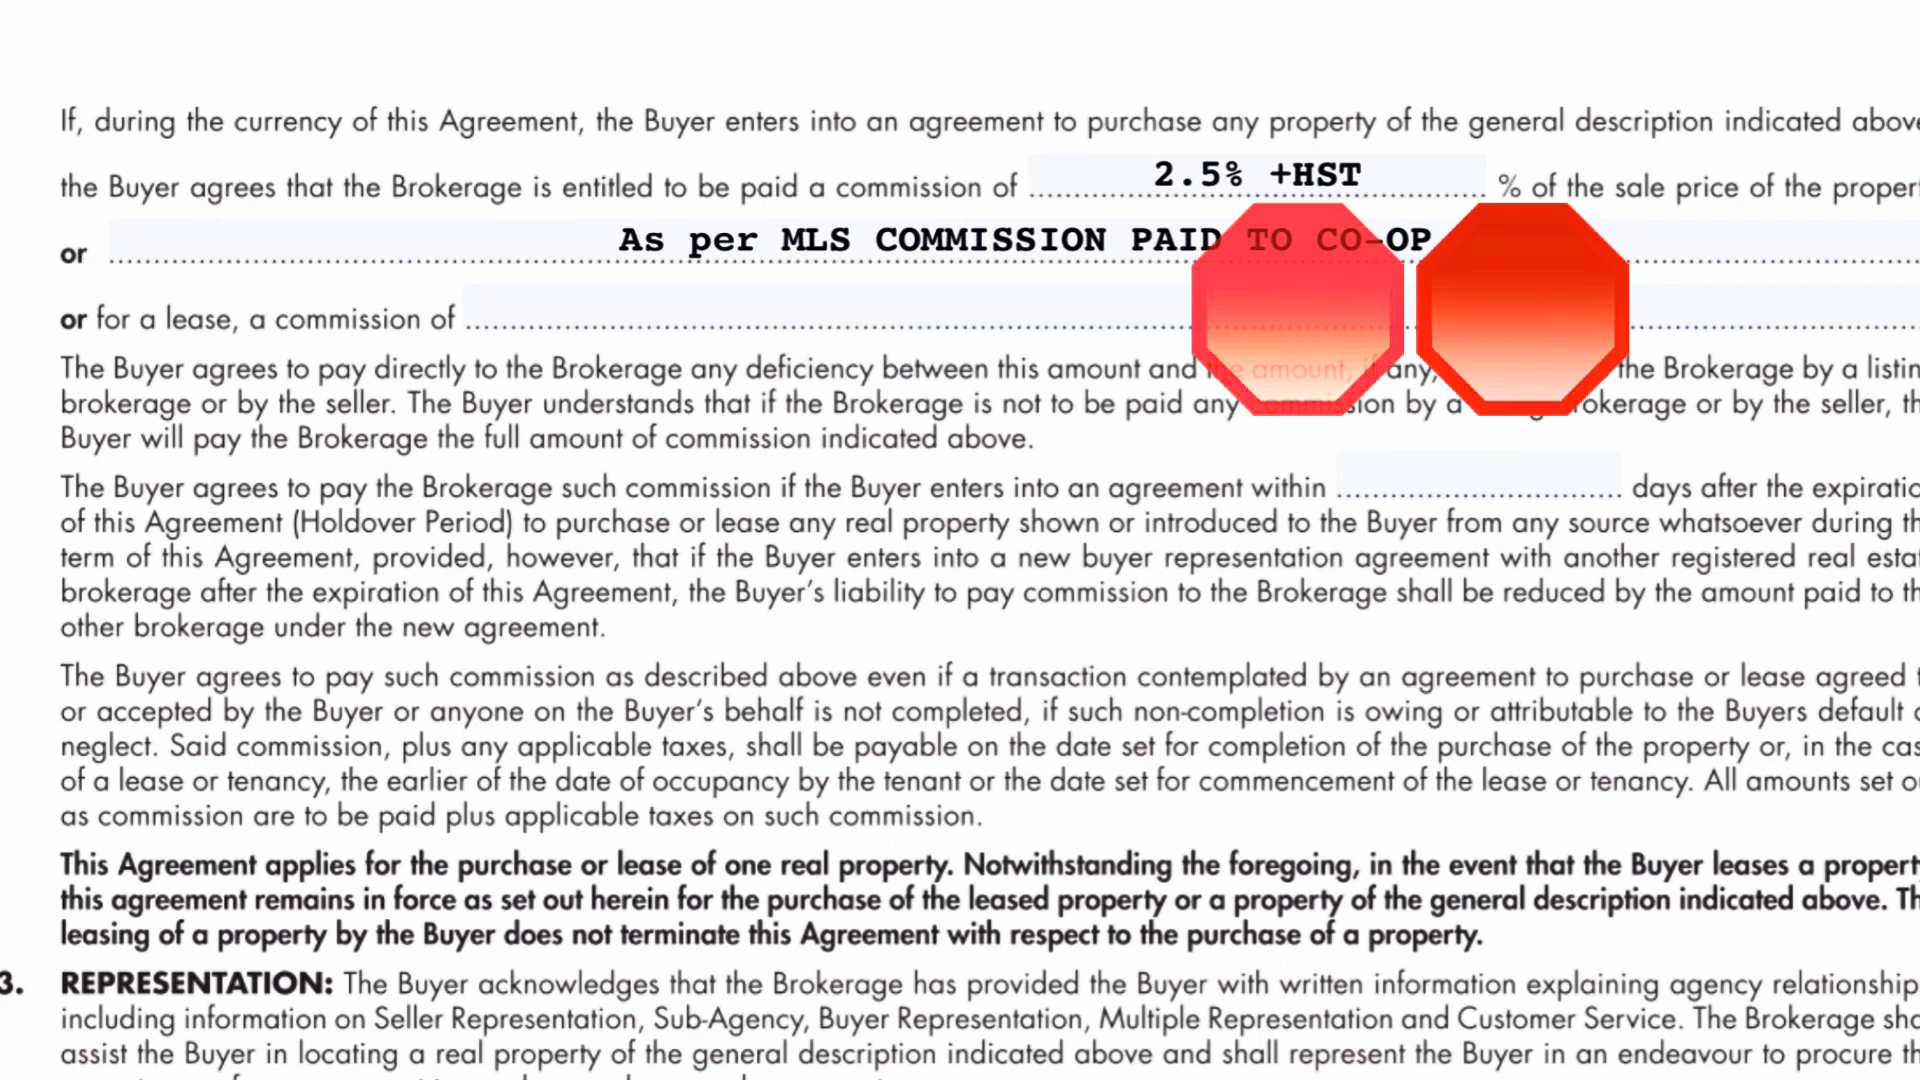 If, during the currency of this Agreement, the Buyer enters into an agreement to purchase any property of the general description indicated above
the Buyer agrees that the Brokerage is entitled to be paid a commission of 2.5% +HST % of the sale price of the
or As per MLS COMMISSION PAID TO CO-OP
or for a lease, a commission of
The Buyer agrees to pay directly to the Brokerage any deficiency between this amount and the amount, if any, the Brokerage by a
brokerage or by the seller. The Buyer understands that if the Brokerage is not to be paid any commission by a or by the seller,
Buyer will pay the Brokerage the full amount of commission indicated above.
The Buyer agrees to pay the Brokerage such commission if the Buyer enters into an agreement within days after the
of this Agreement (Holdover Period) to purchase or lease any real property shown or introduced to the Buyer from any source whatsoever during
term of this Agreement, provided, however, that if the Buyer enters into a new buyer representation agreement with another registered real
brokerage after the expiration of this Agreement, the Buyer's liability to pay commission to the Brokerage shall be reduced by the amount paid to
other brokerage under the new agreement.
The Buyer agrees to pay such commission as described above even if a transaction contemplated by an agreement to purchase or lease agreed
or accepted by the Buyer or anyone on the Buyer's behalf is not completed, if such non-completion is owing or attributable to the Buyers default
neglect. Said commission, plus any applicable taxes, shall be payable on the date set for completion of the purchase of the property or, in the
of a lease or tenancy, the earlier of the date of occupancy by the tenant or the date set for commencement of the lease or tenancy. All amounts set
as commission are to be paid plus applicable taxes on such commission.
This Agreement applies for the purchase or lease of one real property. Notwithstanding the foregoing, in the event that the Buyer leases a property
this agreement remains in force as set out herein for the purchase of the leased property or a property of the general description indicated above.
leasing of a property by the Buyer does not terminate this Agreement with respect to the purchase of a property.
3. REPRESENTATION: The Buyer acknowledges that the Brokerage has provided the Buyer with written information explaining agency
including information on Seller Representation, Sub-Agency, Buyer Representation, Multiple Representation and Customer Service. The Brokerage
assist the Buyer in locating a real property of the general description indicated above and shall represent the Buyer in an endeavour to procure